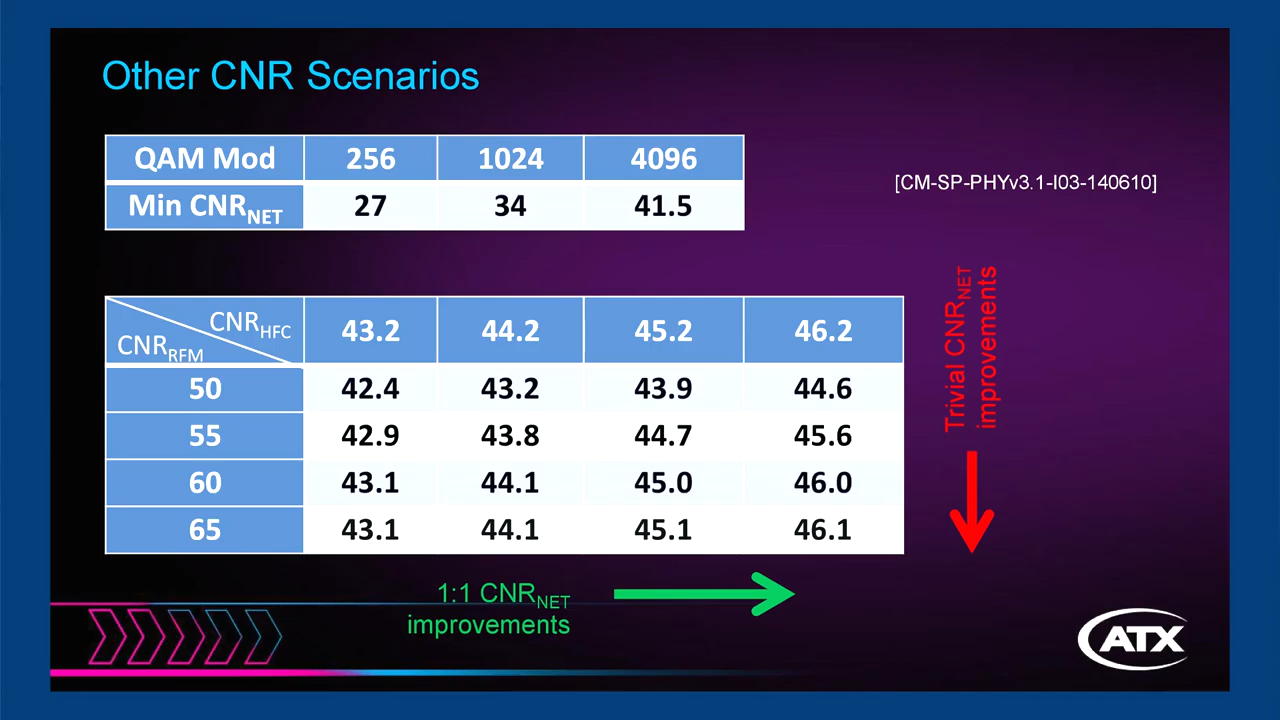 Other CNR Scenarios
QAM Mod 256 1024 4096
Min CNRNET 27 34 41.5
[CM-SP-PHYv3.1-I03-140610]
CNRHFC 43.2 44.2 45.2 46.2
CNRRFM
50 42.4 43.2 43.9 44.6
55 42.9 43.8 44.7 45.6
60 43.1 44.1 45.0 46.0
65 43.1 44.1 45.1 46.1
Trivial CNRNET
improvements
1:1 CNRNET
improvements
ATX